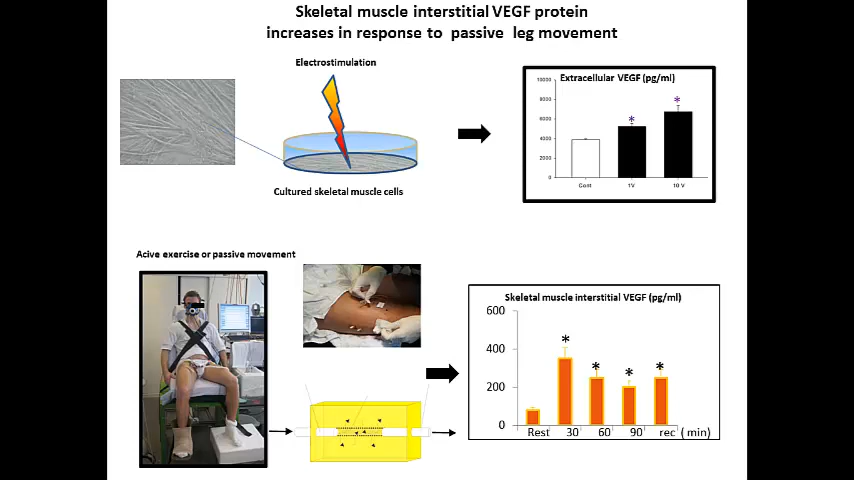 Skeletal muscle interstitial VEGF protein
increases in response to passive leg movement
Electrostimulation
Cultured skeletal muscle cells
Extracellular VEGF (pg/ml)
10000
8000
6000
4000
2000
0
*
*
Cont 1V 10 V
Acive exercise or passive movement
Skeletal muscle interstitial VEGF (pg/ml)
600
400
200
0
*
*
*
*
Rest 30 60 90 rec (min)